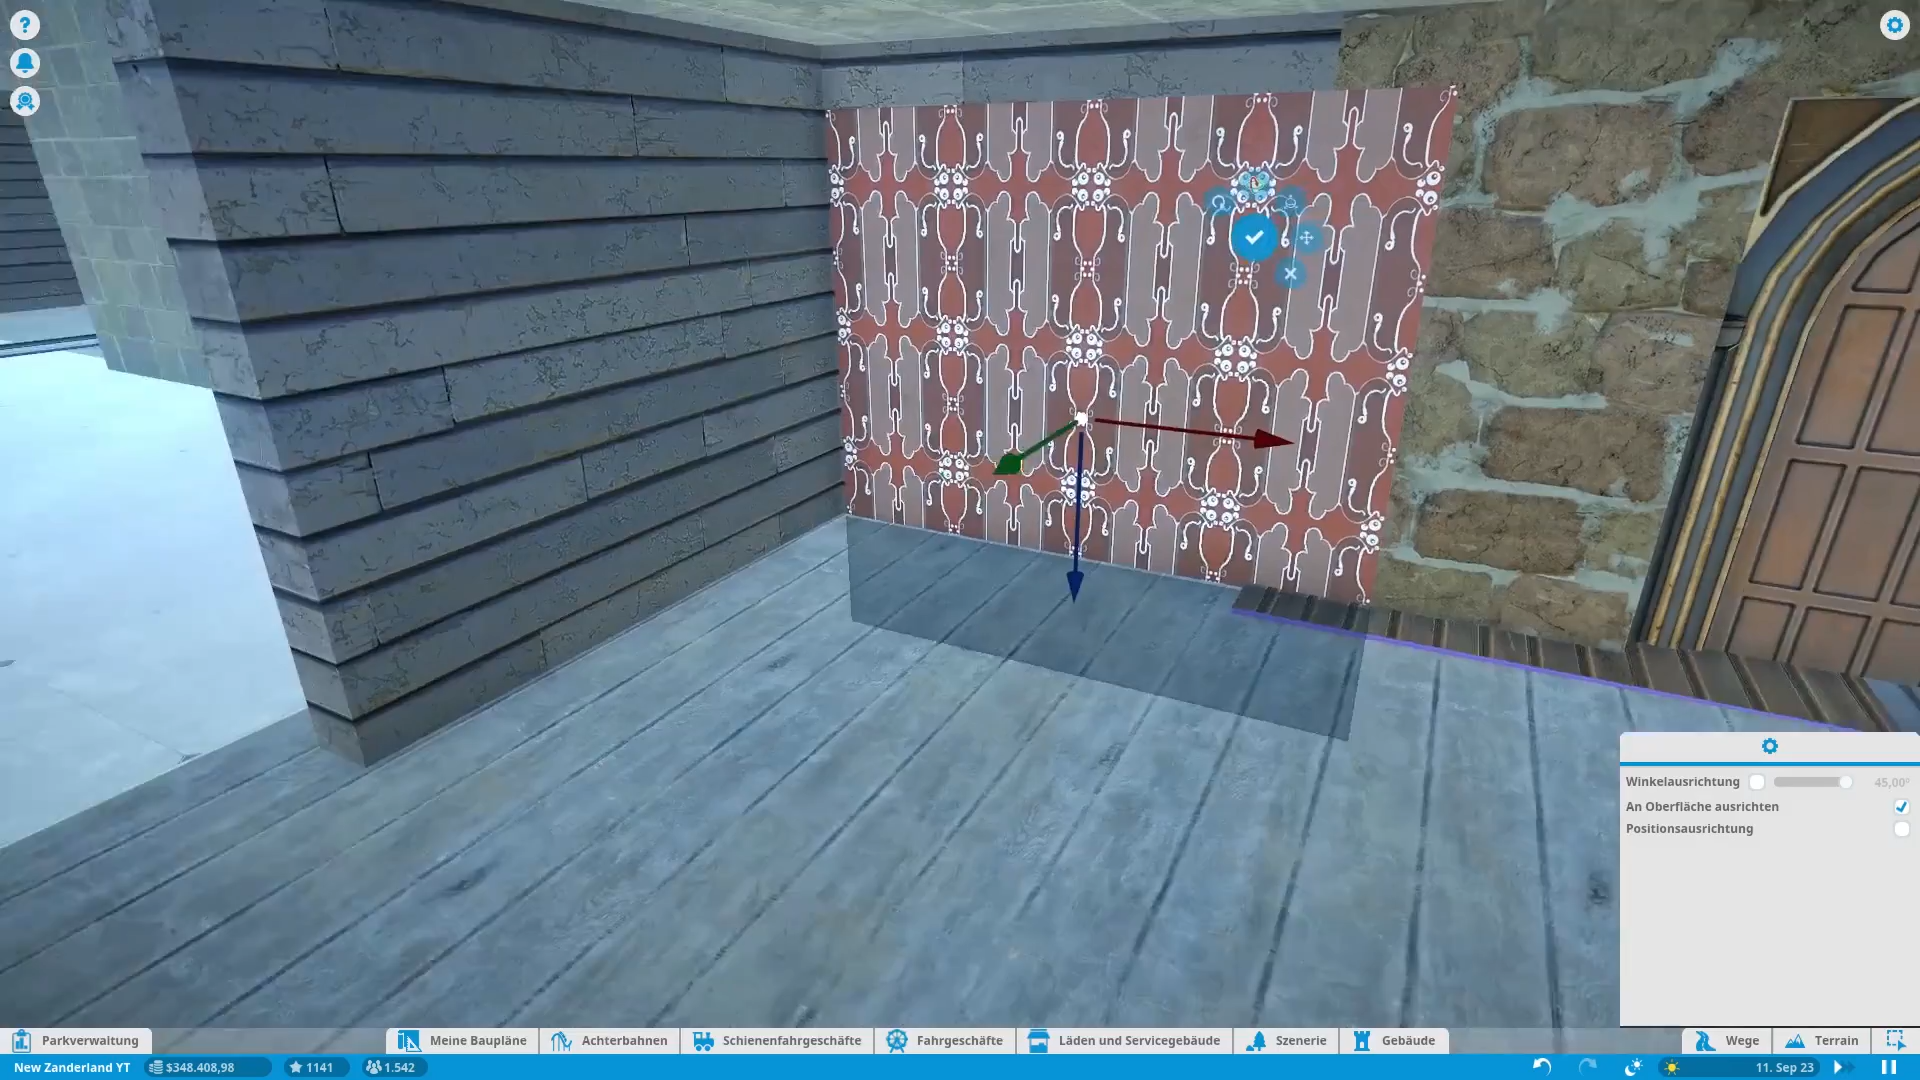 ?
Winkelausrichtung 45,00°
An Oberfläche ausrichten
Positionsausrichtung
Parkverwaltung Meine Baupläne Achterbahnen Schienenfahrgeschäfte Fahrgeschäfte Läden und Servicegebäude Szenerie Gebäude Wege Terrain
New Zanderland YT $348.408,98 1141 1.542 11. Sep 23